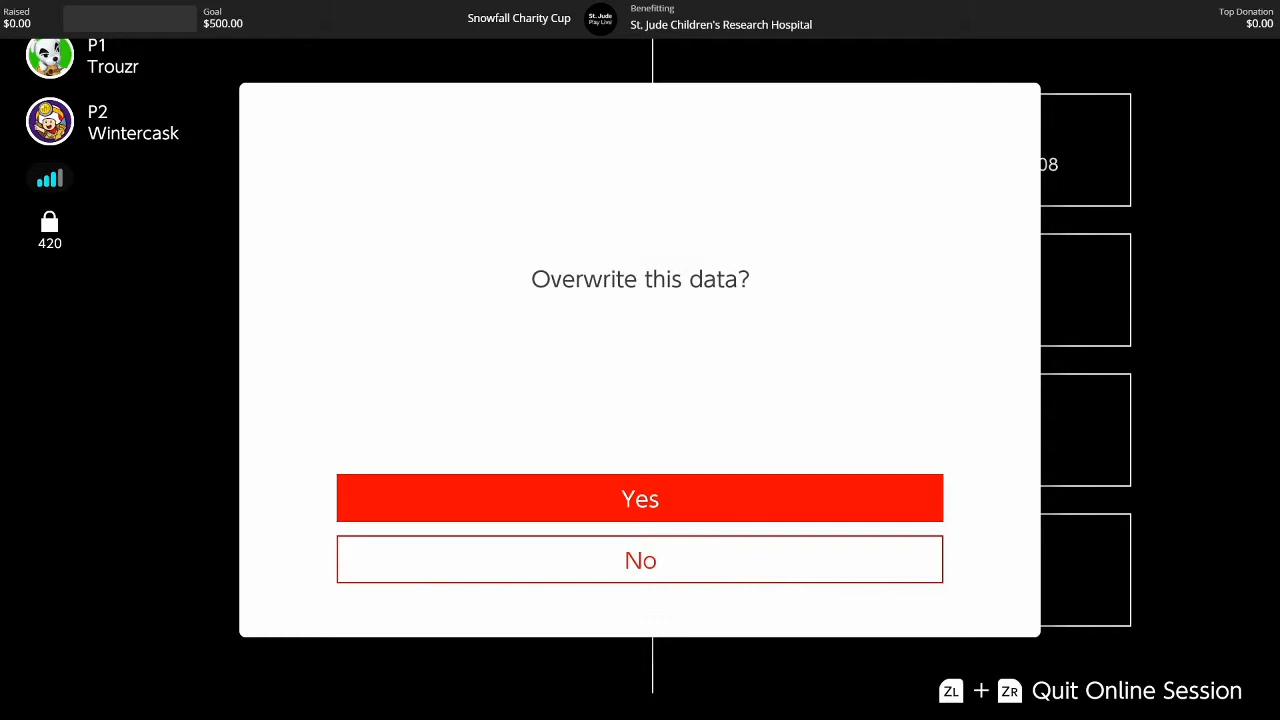 Raised
$0.00
Goal
$500.00
Snowfall Charity Cup
St. Jude
Play Live!
Benefitting
St. Jude Children's Research Hospital
Top Donation
$0.00
P1
Trouzr
P2
Wintercask
420
08
Overwrite this data?
Yes
No
ZL + ZR Quit Online Session